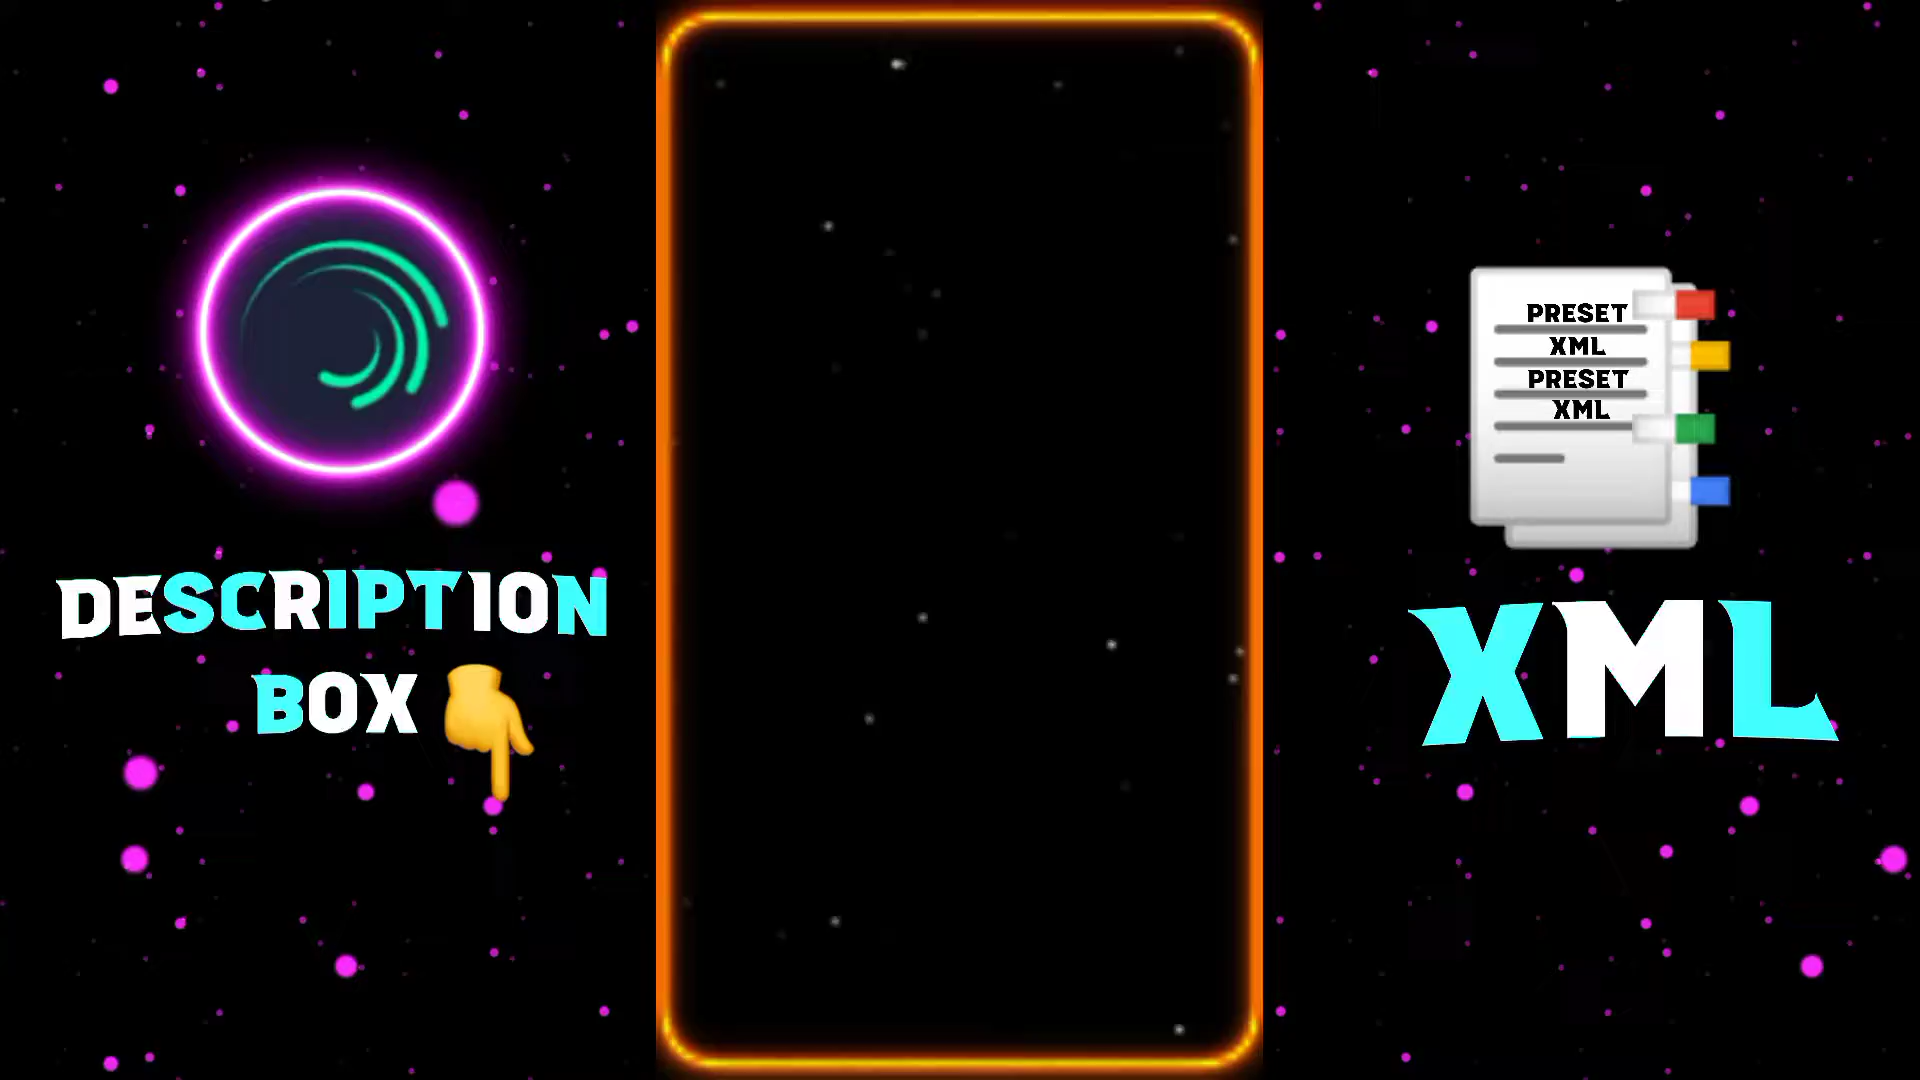 DESCRIPTION
BOX
PRESET
XML
PRESET
XML
XML